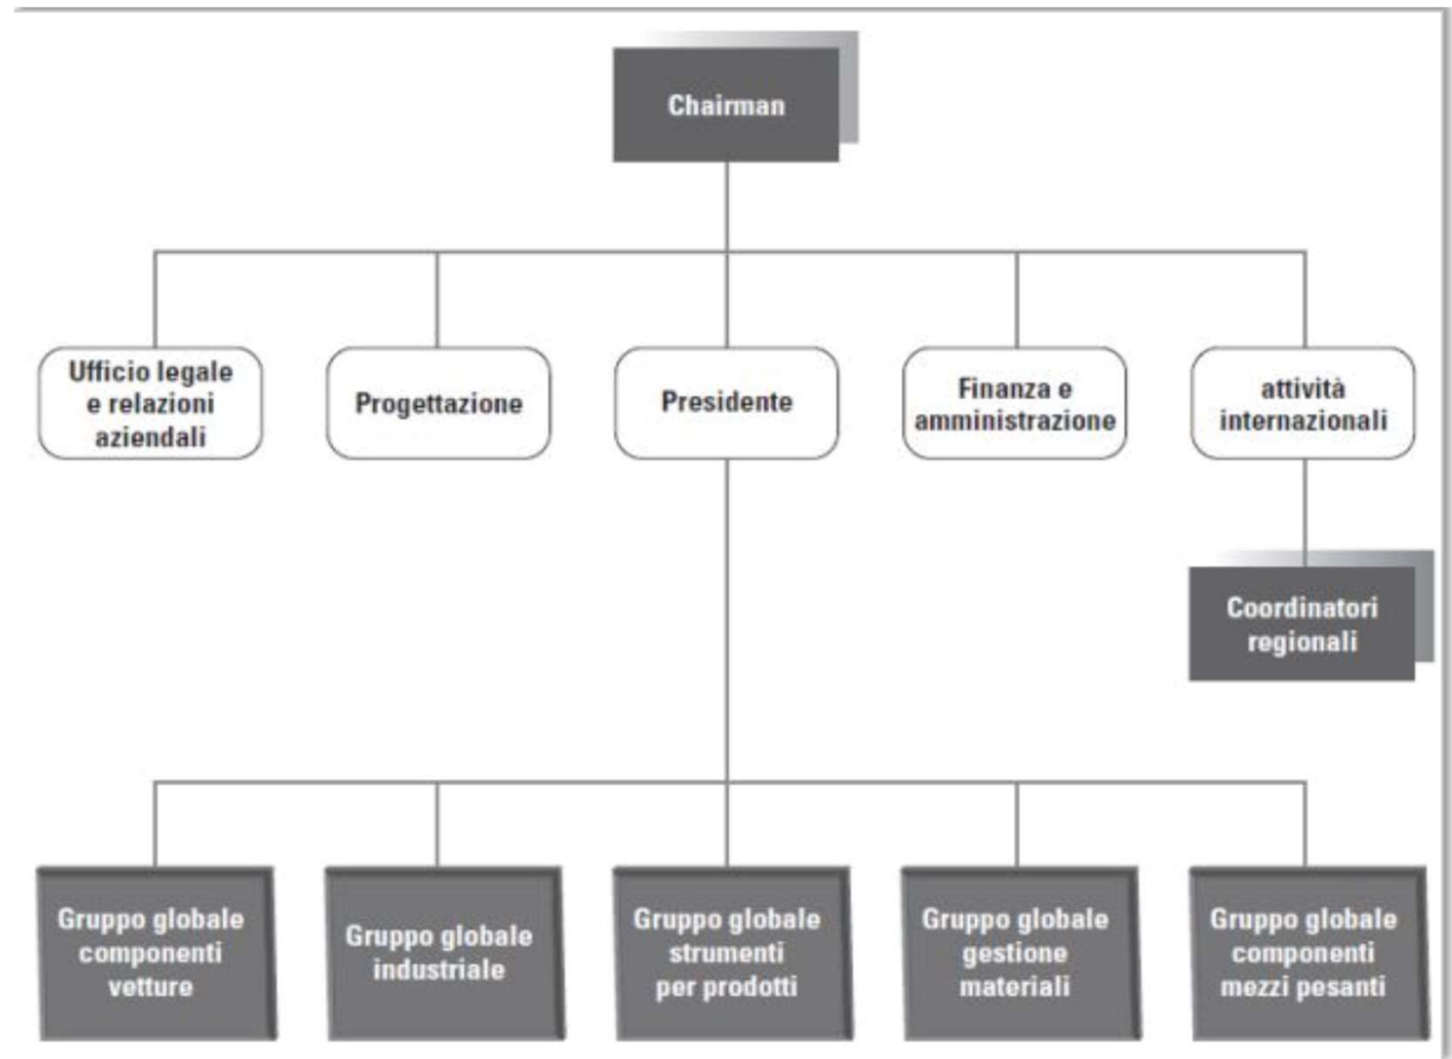 Chairman
Ufficio legale
e relazioni
aziendali
Progettazione
Presidente
Finanza e
amministrazione
attività
internazionali
Coordinatori
regionali
Gruppo globale
componenti
vetture
Gruppo globale
industriale
Gruppo globale
strumenti
per prodotti
Gruppo globale
gestione
materiali
Gruppo globale
componenti
mezzi pesanti